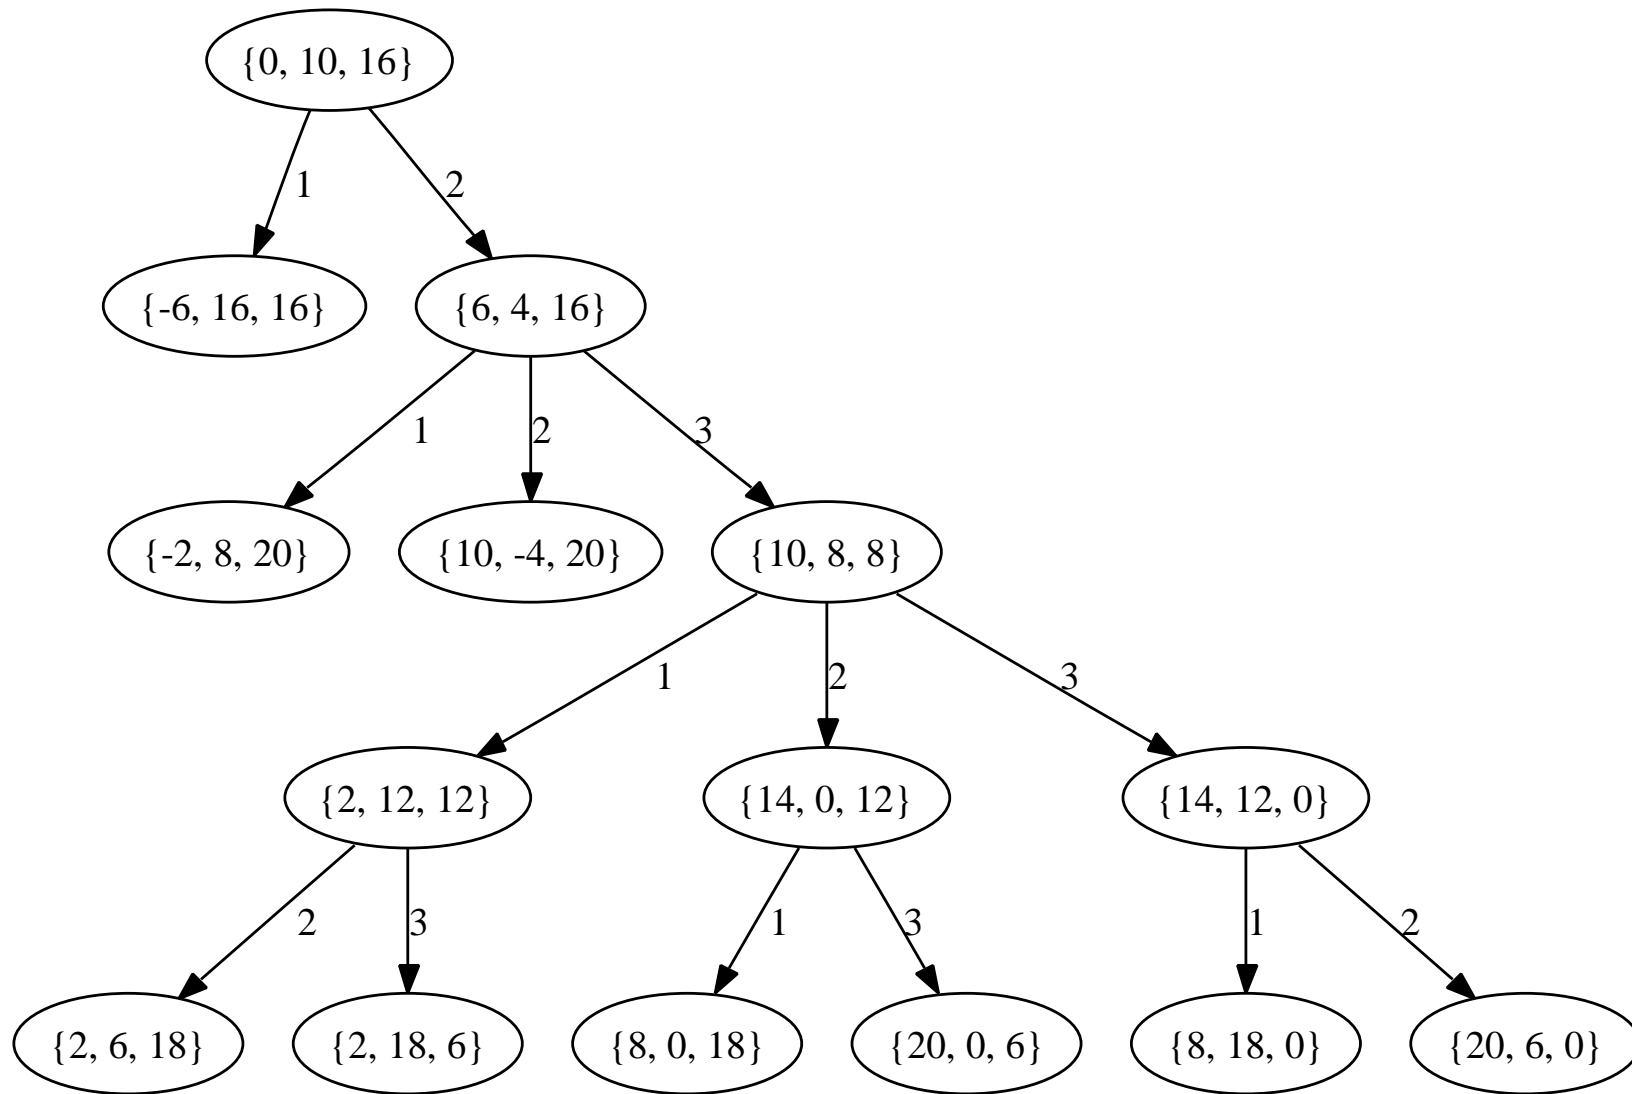 {0, 10, 16}
1
2
{-6, 16, 16}
{6, 4, 16}
1
2
3
{-2, 8, 20}
{10, -4, 20}
{10, 8, 8}
1
2
3
{2, 12, 12}
{14, 0, 12}
{14, 12, 0}
2
3
1
3
1
2
{2, 6, 18}
{2, 18, 6}
{8, 0, 18}
{20, 0, 6}
{8, 18, 0}
{20, 6, 0}